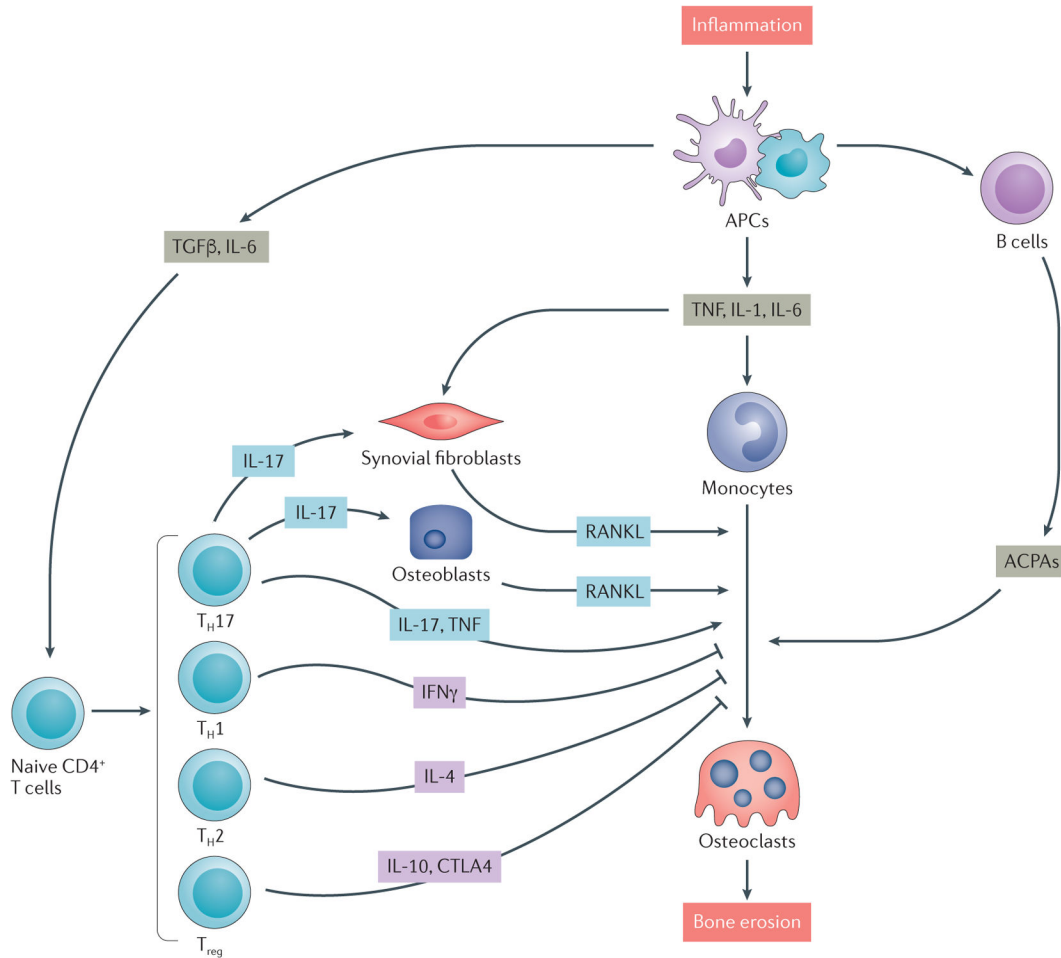 Inflammation
APCs
B cells
TGFβ, IL-6
TNF, IL-1, IL-6
IL-17
Synovial fibroblasts
Monocytes
IL-17
RANKL
Osteoblasts
ACPAs
RANKL
TH17
IL-17, TNF
IFNγ
TH1
Naive CD4+
T cells
IL-4
TH2
Osteoclasts
IL-10, CTLA4
Treg
Bone erosion